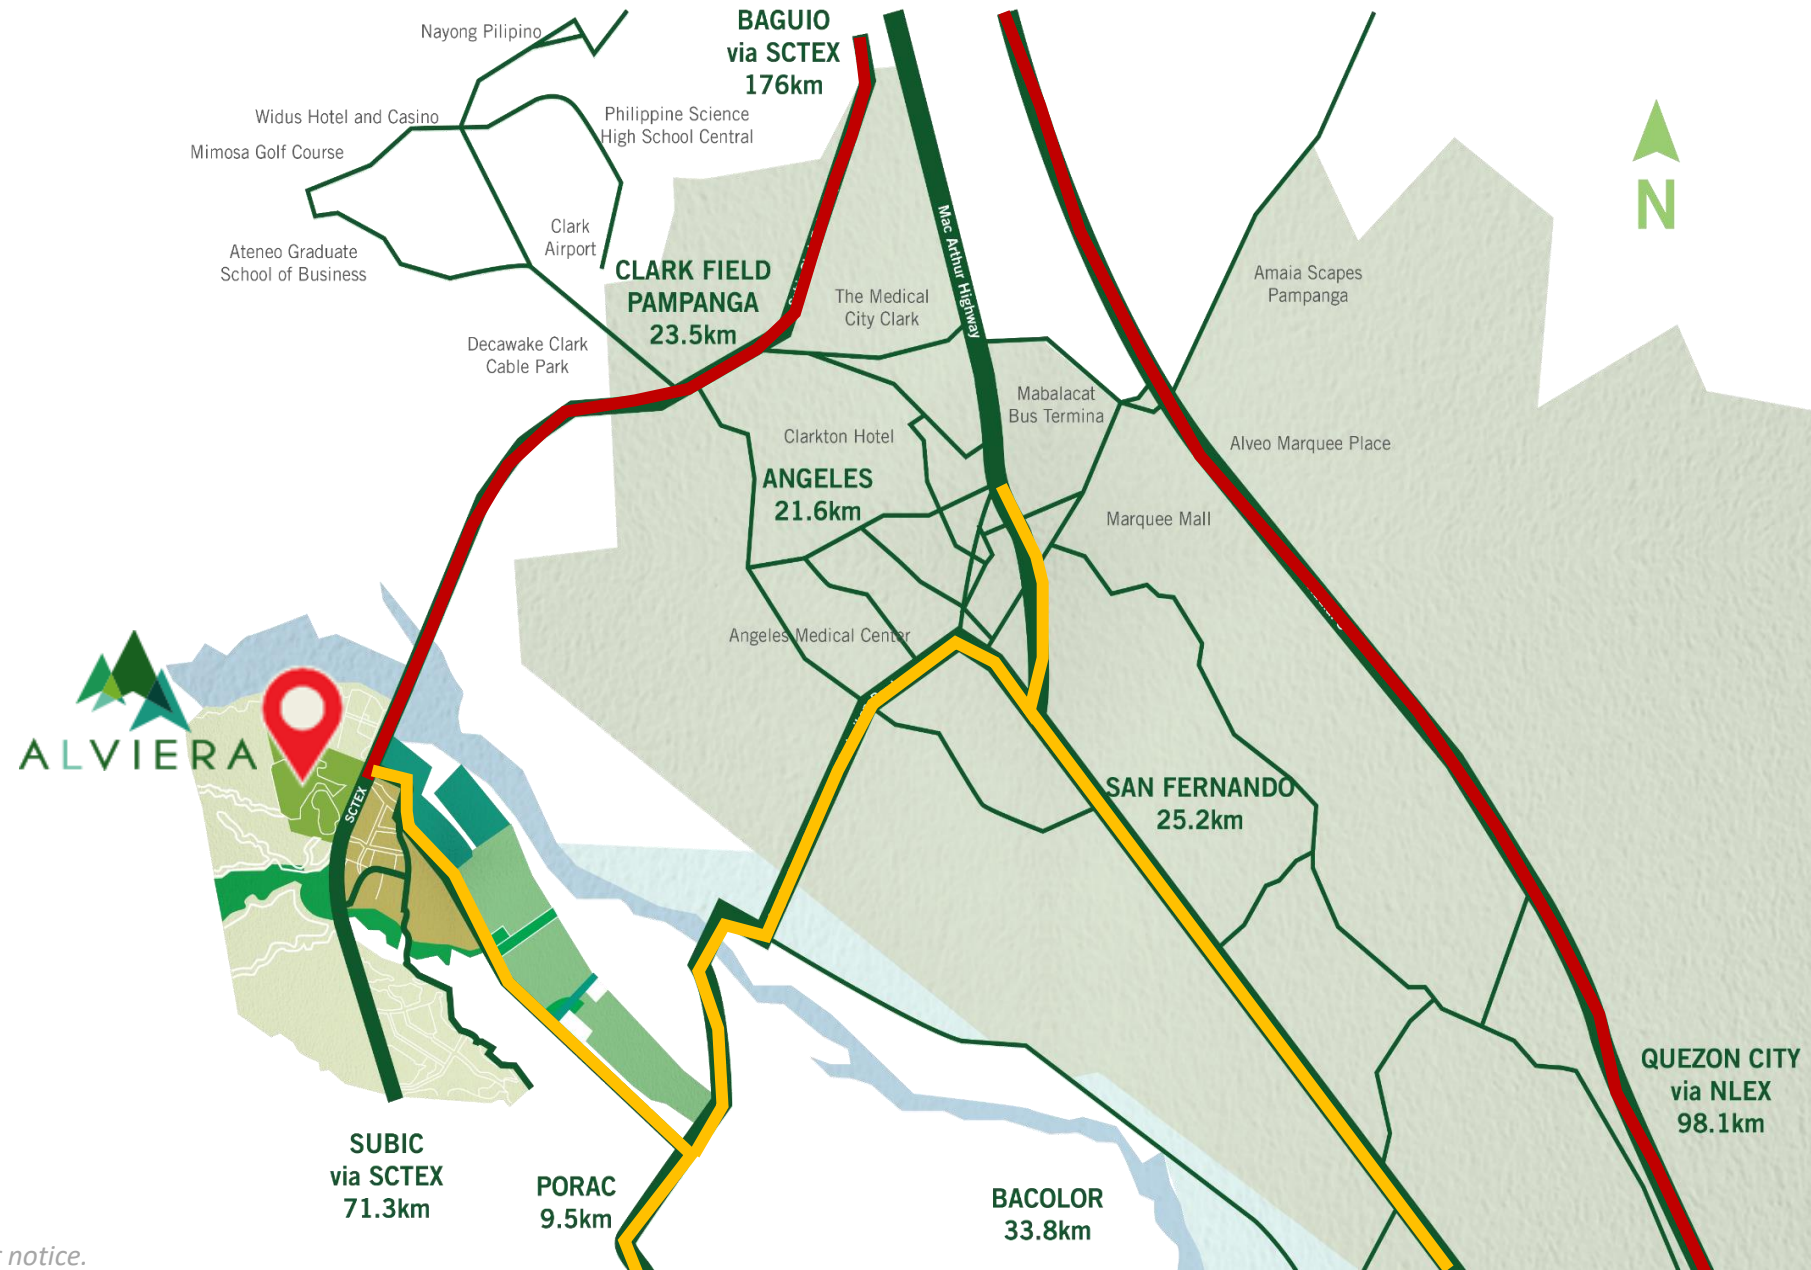 Nayong Pilipino
BAGUIO
via SCTEX
176km
Widus Hotel and Casino
Philippine Science
High School Central
Mimosa Golf Course
N
Mac Arthur Highway
Clark
Airport
Ateneo Graduate
School of Business
CLARK FIELD
PAMPANGA
23.5km
The Medical
City Clark
Amaia Scapes
Pampanga
Decawake Clark
Cable Park
Mabalacat
Bus Termina
Clarkton Hotel
Alveo Marquee Place
ANGELES
21.6km
Marquee Mall
Angeles Medical Center
ALVIERA
SCTEX
SAN FERNANDO
25.2km
QUEZON CITY
via NLEX
98.1km
SUBIC
via SCTEX
71.3km
PORAC
9.5km
BACOLOR
33.8km
notice.